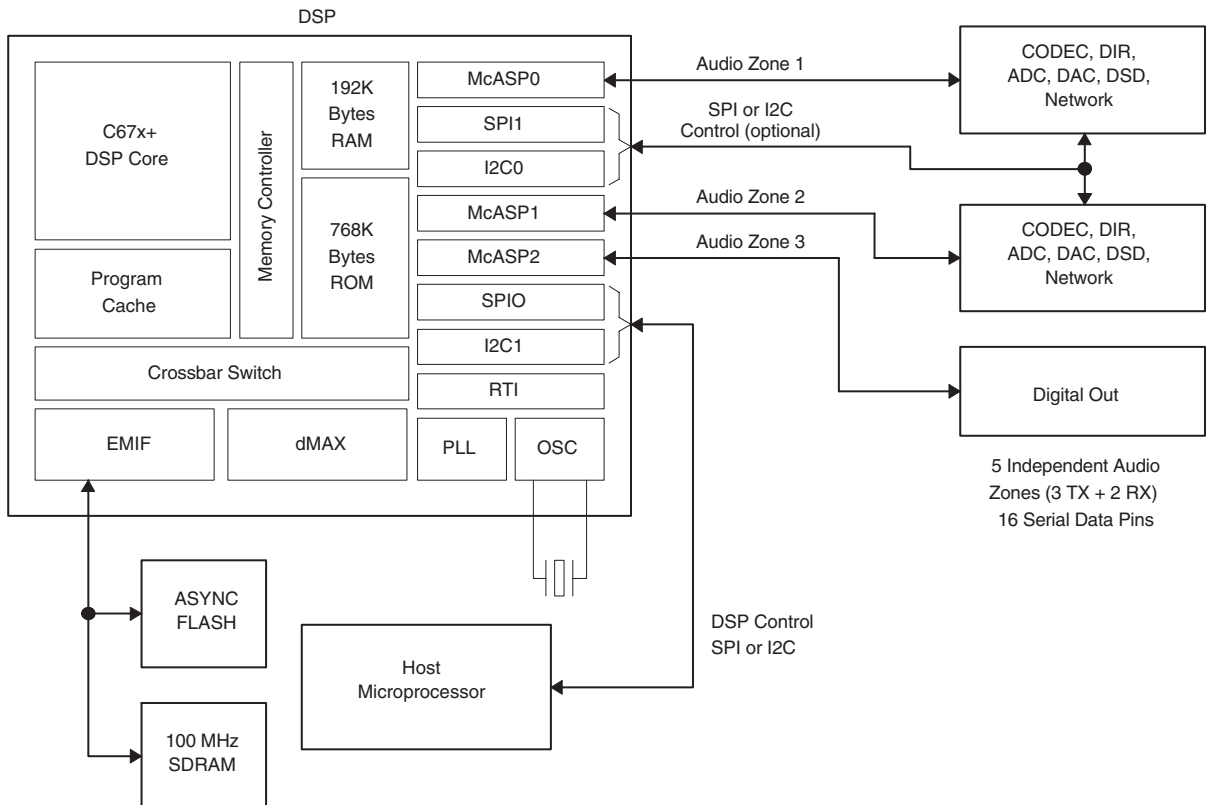 DSP
C67x+
DSP Core
Program
Cache
Memory Controller
192K
Bytes
RAM
768K
Bytes
ROM
McASP0
SPI1
I2C0
McASP1
McASP2
SPIO
I2C1
RTI
PLL
OSC
Crossbar Switch
EMIF
dMAX
Audio Zone 1
SPI or I2C
Control (optional)
Audio Zone 2
Audio Zone 3
CODEC, DIR,
ADC, DAC, DSD,
Network
CODEC, DIR,
ADC, DAC, DSD,
Network
Digital Out
5 Independent Audio
Zones (3 TX + 2 RX)
16 Serial Data Pins
ASYNC
FLASH
100 MHz
SDRAM
Host
Microprocessor
DSP Control
SPI or I2C